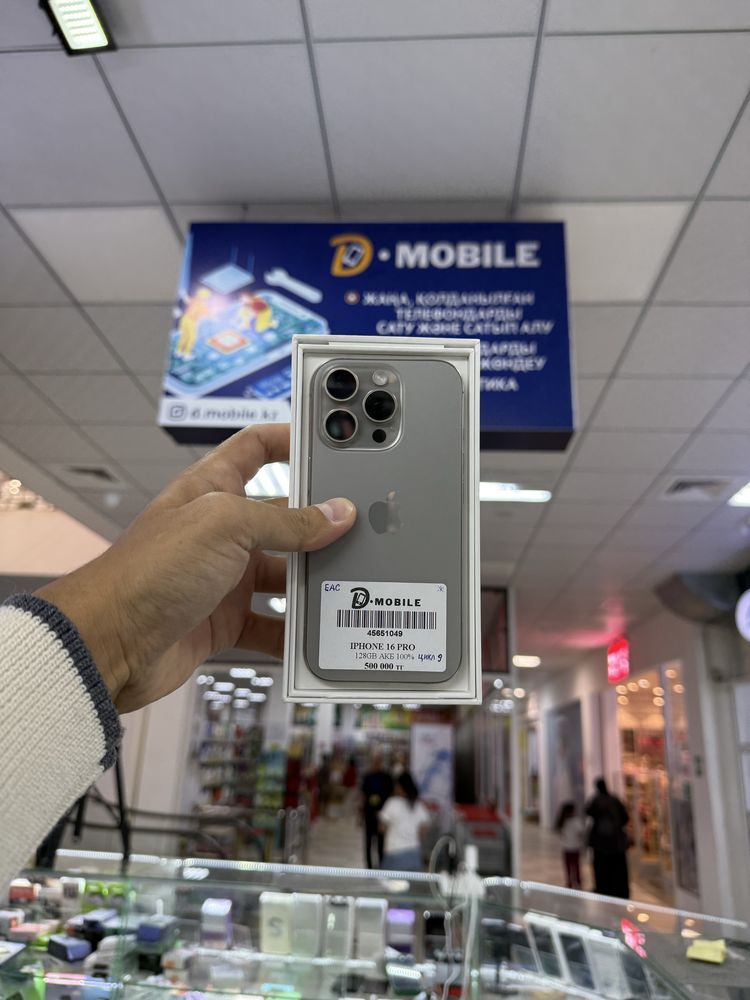 D·MOBILE
ЖАҢА, ҚОЛДАНЫЛҒАН
ТЕЛЕФОНДАРДЫ
САТУ ЖӘНЕ САТЫП АЛУ
d.mobile.kz
EAC
D·MOBILE
45651049
IPHONE 16 PRO
128GB АКБ 100% цикл 9
500 000 тг